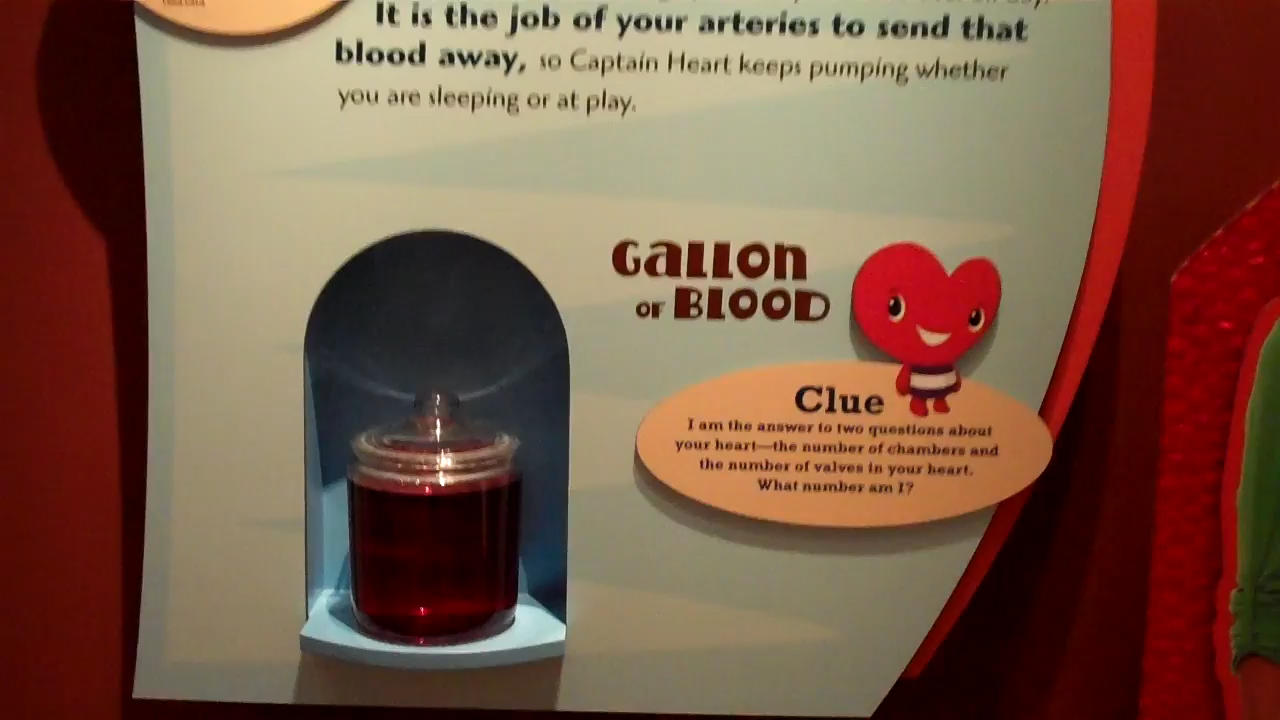 It is the job of your arteries to send that
blood away, so Captain Heart keeps pumping whether
you are sleeping or at play.
GALLON
OF BLOOD
Clue
I am the answer to two questions about
your heart—the number of chambers and
the number of valves in your heart.
What number am I?